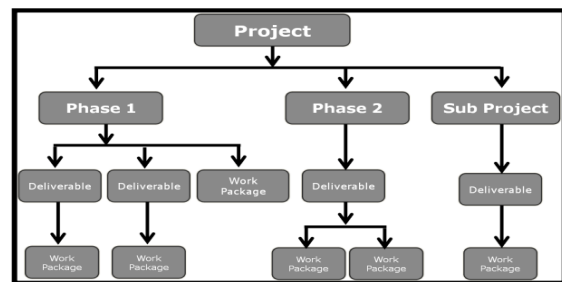 Project
Phase 1
Phase 2
Sub Project
Deliverable
Deliverable
Work
Package
Deliverable
Deliverable
Work
Package
Work
Package
Work
Package
Work
Package
Work
Package